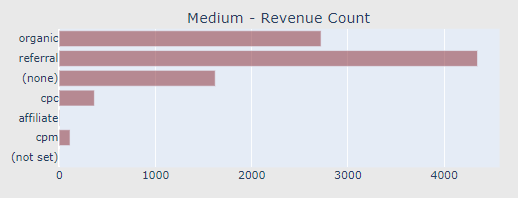 Medium - Revenue Count
organic
referral
(none)
cpc
affiliate
cpm
(not set)
0 1000 2000 3000 4000